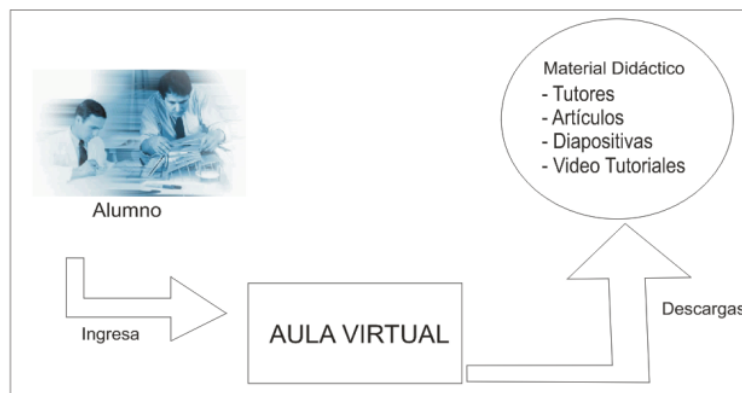 Alumno
Ingresa
AULA VIRTUAL
Descargas
Material Didáctico
- Tutores
- Artículos
- Diapositivas
- Video Tutoriales